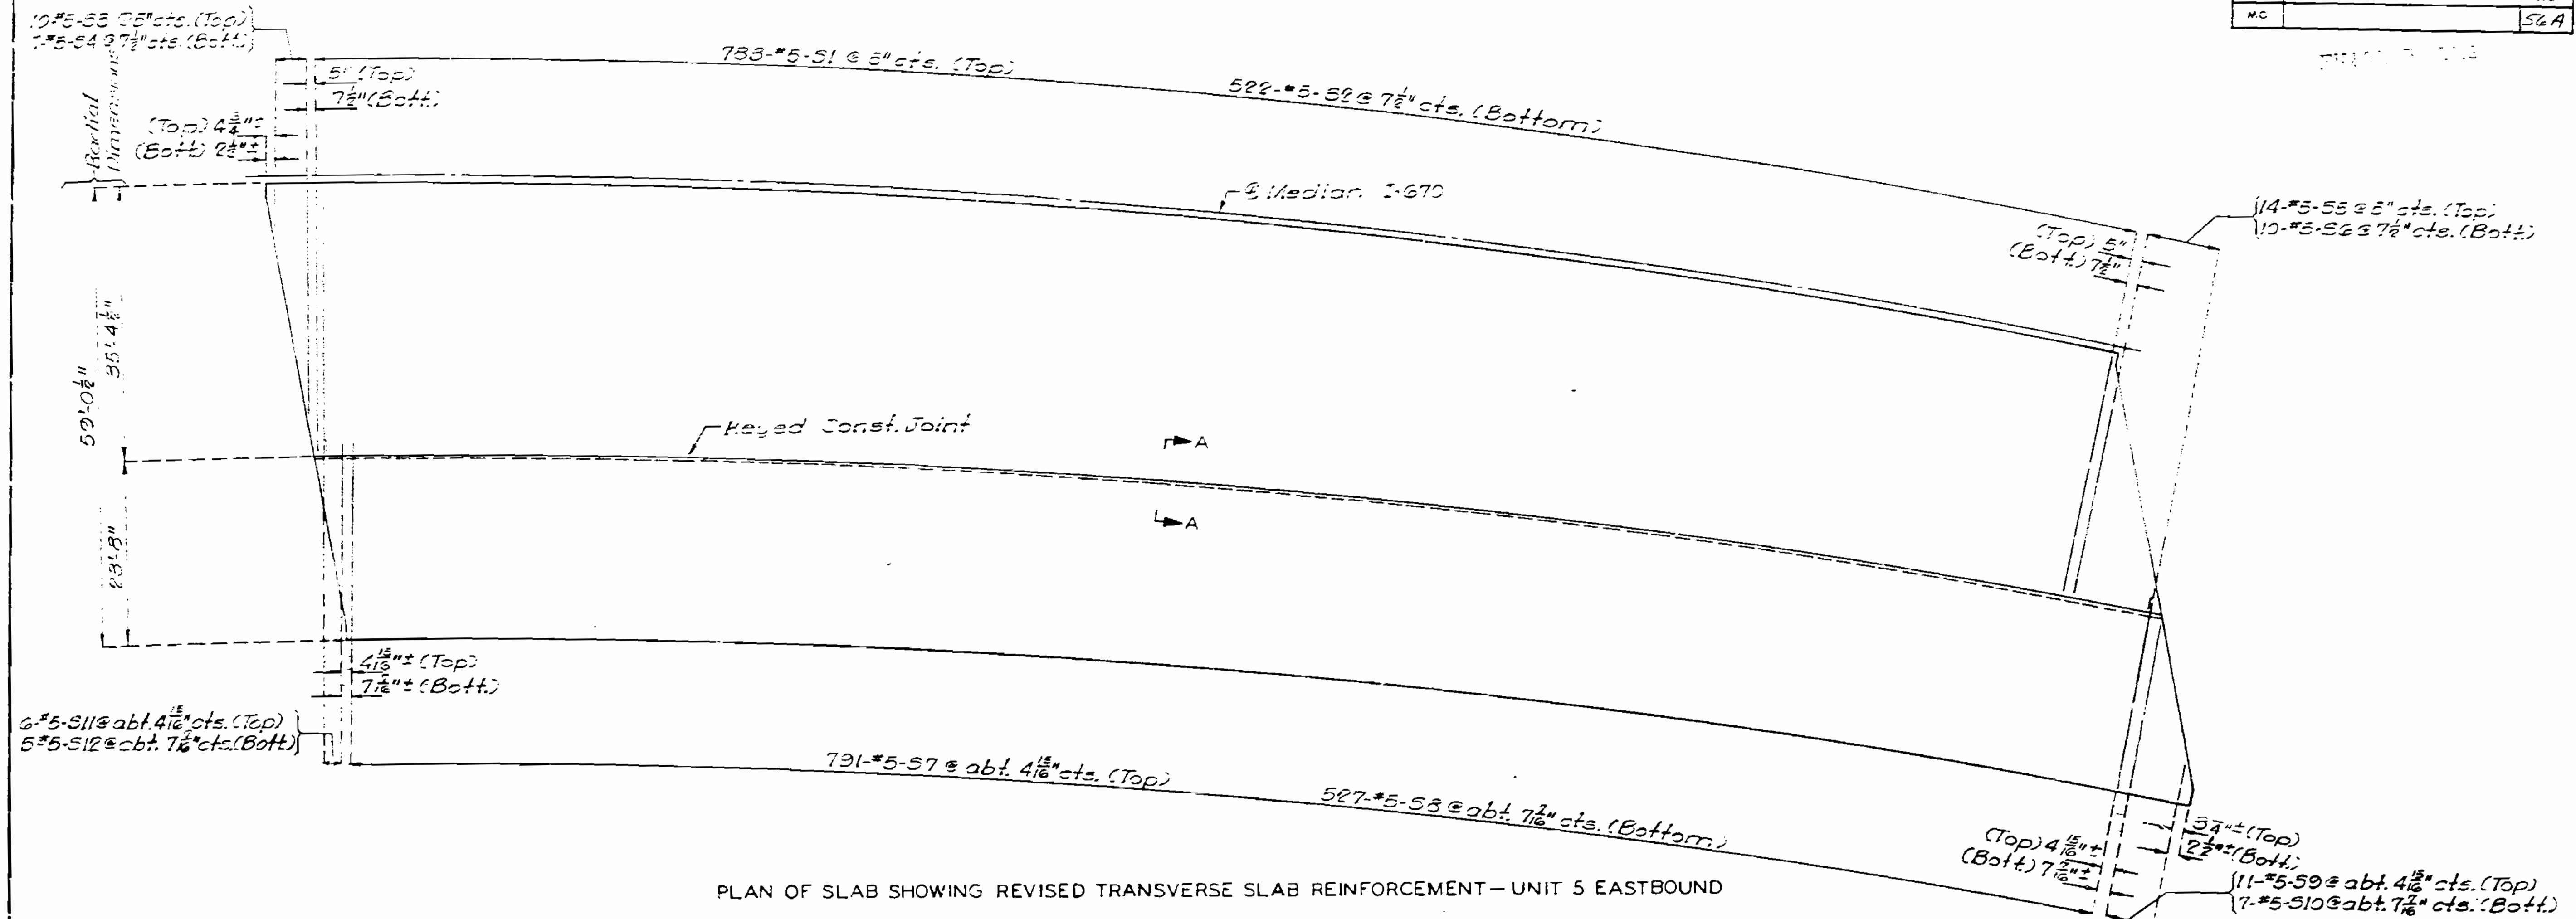 M.C 56A
10-#5-S3 @ 5" cts. (Top)
7-#5-S4 @ 7½" cts. (Bott)
Radial
Dimensions
5" (Top)
7½" (Bott)
(Top) 4¾"±
(Bott) 2½"±
783-#5-S1 @ 5" cts. (Top)
522-#5-S2 @ 7½" cts. (Bottom)
℄ Median I-670
(Top) 5"
(Bott) 7½"
14-#5-S5 @ 5" cts. (Top)
10-#5-S6 @ 7½" cts. (Bott)
59'-0½"
35'-4½"
23'-8"
Keyed Const. Joint
A
A
4 15/16"± (Top)
7 7/16"± (Bott)
6-#5-S11 @ abt. 4 15/16" cts. (Top)
5-#5-S12 @ abt. 7 7/16" cts. (Bott)
791-#5-S7 @ abt. 4 15/16" cts. (Top)
527-#5-S8 @ abt. 7 7/16" cts. (Bottom)
(Top) 4 15/16"±
(Bott) 7 7/16"±
(Top)
2½"± (Bott)
11-#5-S9 @ abt. 4 15/16" cts. (Top)
7-#5-S10 @ abt. 7 7/16" cts. (Bott)
PLAN OF SLAB SHOWING REVISED TRANSVERSE SLAB REINFORCEMENT—UNIT 5 EASTBOUND